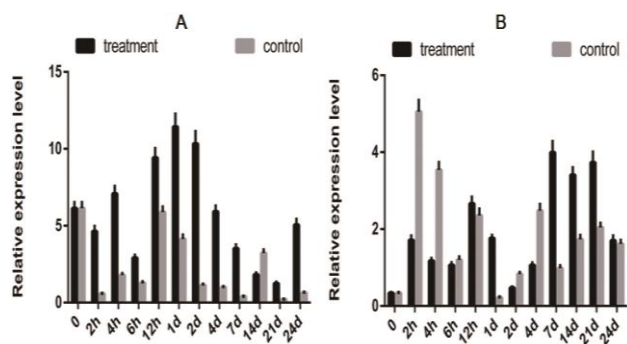 A
treatment control
Relative expression level
15
10
5
0
0 2h 4h 6h 12h 1d 2d 4d 7d 14d 21d 24d
B
treatment control
Relative expression level
6
4
2
0
0 2h 4h 6h 12h 1d 2d 4d 7d 14d 21d 24d